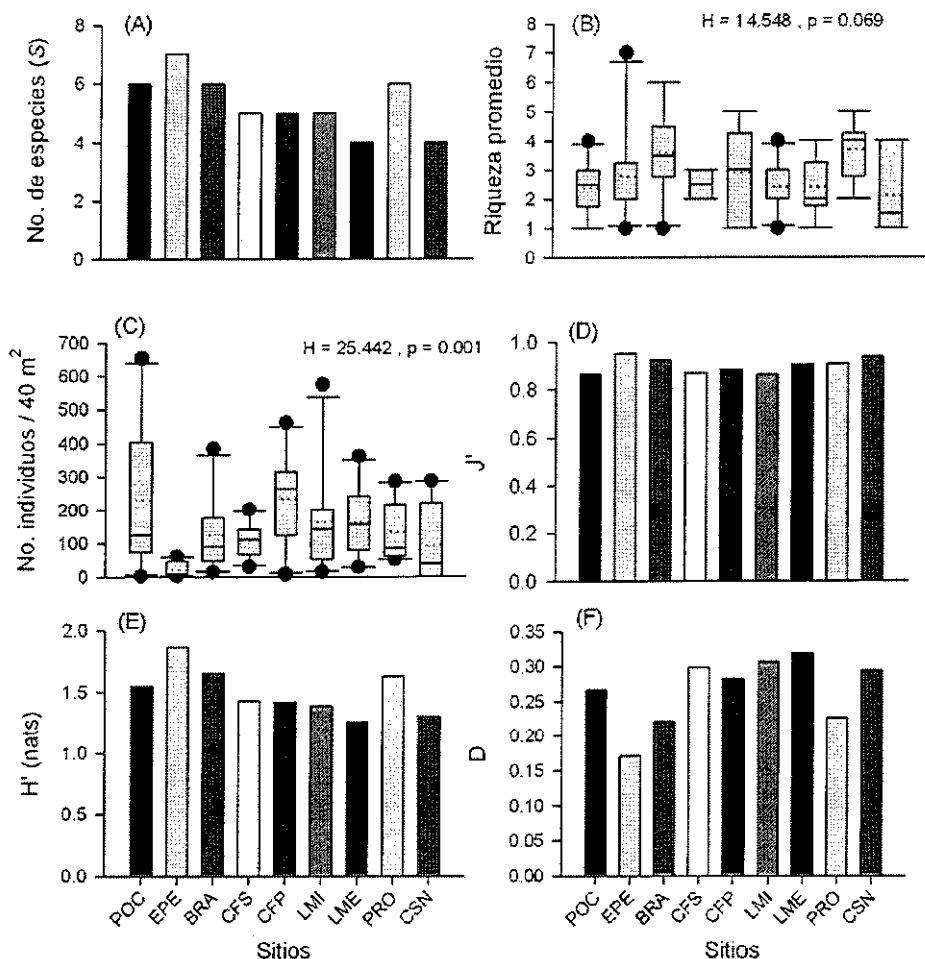 (A)
No. de especies (S)
8
6
4
2
0
(B)
H = 14.548 , p = 0.069
Riqueza promedio
8
7
6
5
4
3
2
1
0
(C)
H = 25.442 , p = 0.001
No. individuos / 40 m²
700
600
500
400
300
200
100
0
(D)
J'
1.0
0.8
0.6
0.4
0.2
0.0
(E)
H' (nats)
2.0
1.5
1.0
0.5
0.0
POC EPE BRA CFS CFP LMI LME PRO CSN
Sitios
(F)
D
0.35
0.30
0.25
0.20
0.15
0.10
0.05
0.00
POC EPE BRA CFS CFP LMI LME PRO CSN
Sitios